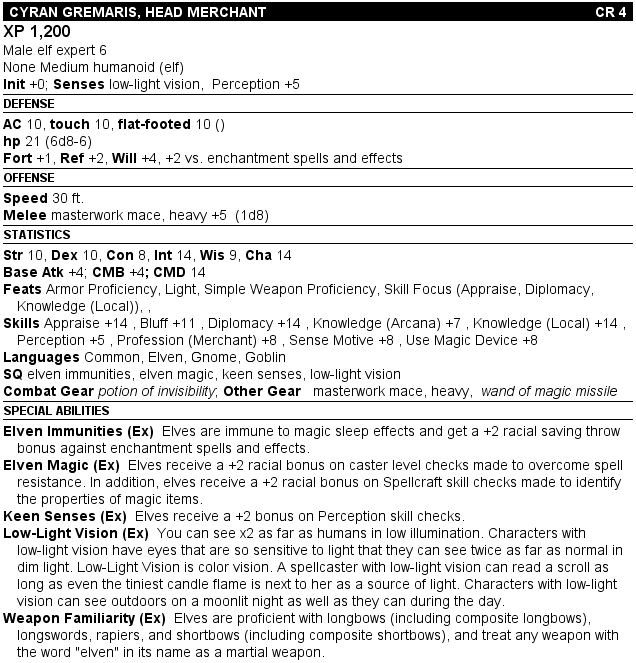 CYRAN GREMARIS, HEAD MERCHANT CR 4
XP 1,200
Male elf expert 6
None Medium humanoid (elf)
Init +0; Senses low-light vision, Perception +5
DEFENSE
AC 10, touch 10, flat-footed 10 ()
hp 21 (6d8-6)
Fort +1, Ref +2, Will +4, +2 vs. enchantment spells and effects
OFFENSE
Speed 30 ft.
Melee masterwork mace, heavy +5 (1d8)
STATISTICS
Str 10, Dex 10, Con 8, Int 14, Wis 9, Cha 14
Base Atk +4; CMB +4; CMD 14
Feats Armor Proficiency, Light, Simple Weapon Proficiency, Skill Focus (Appraise, Diplomacy,
Knowledge (Local)), ,
Skills Appraise +14 , Bluff +11 , Diplomacy +14 , Knowledge (Arcana) +7 , Knowledge (Local) +14 ,
Perception +5 , Profession (Merchant) +8 , Sense Motive +8 , Use Magic Device +8
Languages Common, Elven, Gnome, Goblin
SQ elven immunities, elven magic, keen senses, low-light vision
Combat Gear potion of invisibility; Other Gear masterwork mace, heavy, wand of magic missile
SPECIAL ABILITIES
Elven Immunities (Ex) Elves are immune to magic sleep effects and get a +2 racial saving throw
bonus against enchantment spells and effects.
Elven Magic (Ex) Elves receive a +2 racial bonus on caster level checks made to overcome spell
resistance. In addition, elves receive a +2 racial bonus on Spellcraft skill checks made to identify
the properties of magic items.
Keen Senses (Ex) Elves receive a +2 bonus on Perception skill checks.
Low-Light Vision (Ex) You can see x2 as far as humans in low illumination. Characters with
low-light vision have eyes that are so sensitive to light that they can see twice as far as normal in
dim light. Low-Light Vision is color vision. A spellcaster with low-light vision can read a scroll as
long as even the tiniest candle flame is next to her as a source of light. Characters with low-light
vision can see outdoors on a moonlit night as well as they can during the day.
Weapon Familiarity (Ex) Elves are proficient with longbows (including composite longbows),
longswords, rapiers, and shortbows (including composite shortbows), and treat any weapon with
the word "elven" in its name as a martial weapon.